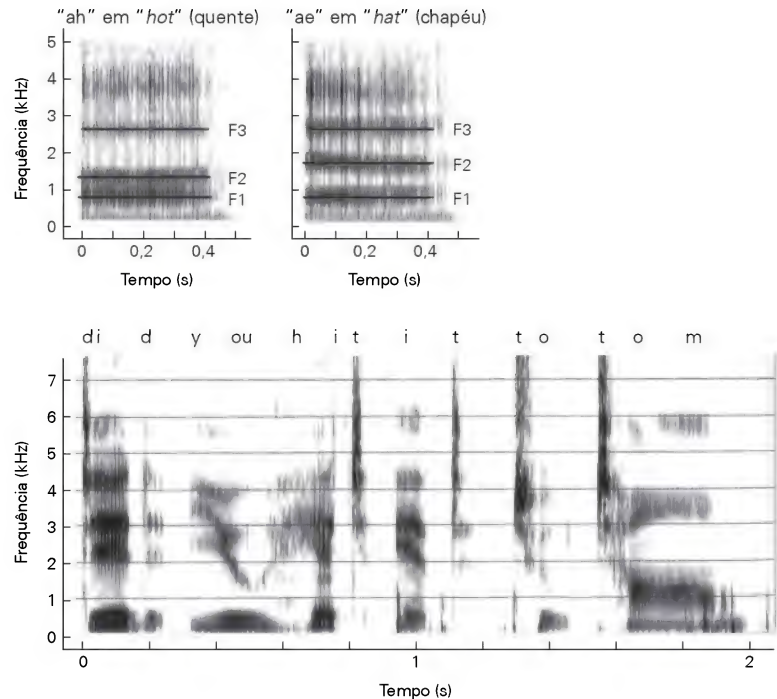 “ah” em “hot” (quente)
“ae” em “hat” (chapéu)
Frequência (kHz)
5
4
3
2
1
0
F3
F2
F1
0 0,2 0,4
Tempo (s)
F3
F2
F1
0 0,2 0,4
Tempo (s)
di d y ou h i t i t t o t o m
Frequência (kHz)
7
6
5
4
3
2
1
0
0 1 2
Tempo (s)